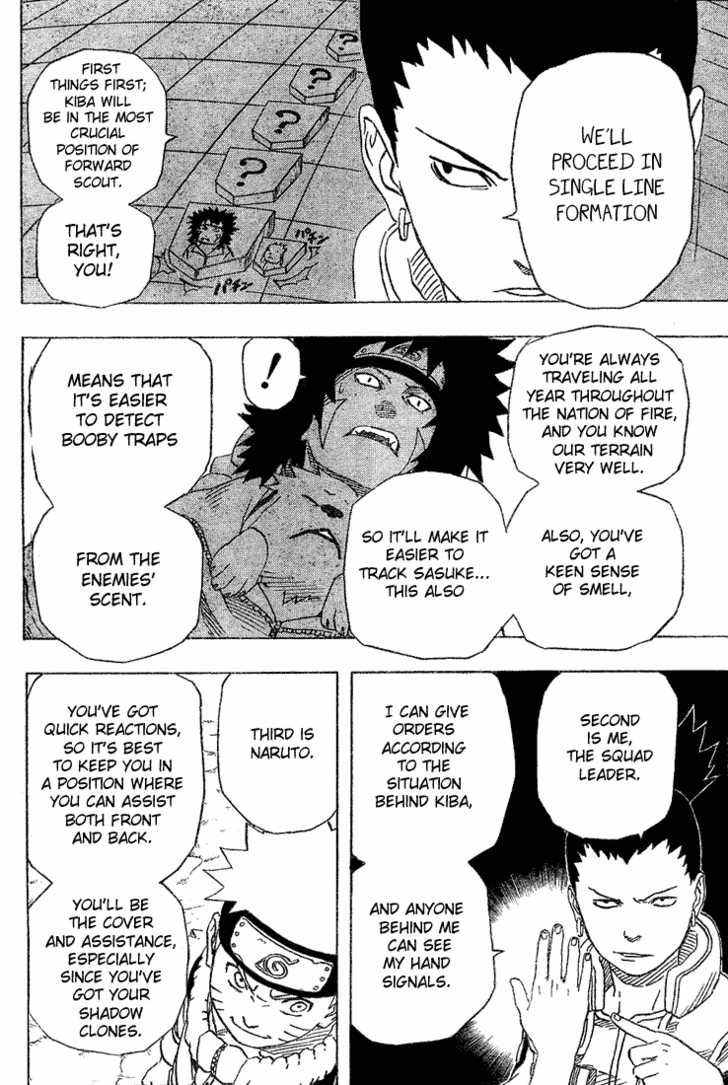 WE'LL
PROCEED IN
SINGLE LINE
FORMATION
FIRST
THINGS FIRST;
KIBA WILL
BE IN THE MOST
CRUCIAL
POSITION OF
FORWARD
SCOUT.
THAT'S
RIGHT,
YOU!
?
?
?
?
パチン
パチン
YOU'RE ALWAYS
TRAVELING ALL
YEAR THROUGHOUT
THE NATION OF FIRE,
AND YOU KNOW
OUR TERRAIN
VERY WELL.
ALSO, YOU'VE
GOT A
KEEN SENSE
OF SMELL,
SO IT'LL MAKE IT
EASIER TO
TRACK SASUKE...
THIS ALSO
!
MEANS THAT
IT'S EASIER
TO DETECT
BOOBY TRAPS
FROM THE
ENEMIES'
SCENT.
SECOND
IS ME,
THE SQUAD
LEADER.
I CAN GIVE
ORDERS
ACCORDING
TO THE
SITUATION
BEHIND KIBA,
AND ANYONE
BEHIND ME
CAN SEE
MY HAND
SIGNALS.
THIRD IS
NARUTO.
YOU'VE GOT
QUICK REACTIONS,
SO IT'S BEST
TO KEEP YOU IN
A POSITION WHERE
YOU CAN ASSIST
BOTH FRONT
AND BACK.
YOU'LL BE
THE COVER
AND ASSISTANCE,
ESPECIALLY
SINCE YOU'VE
GOT YOUR
SHADOW
CLONES.